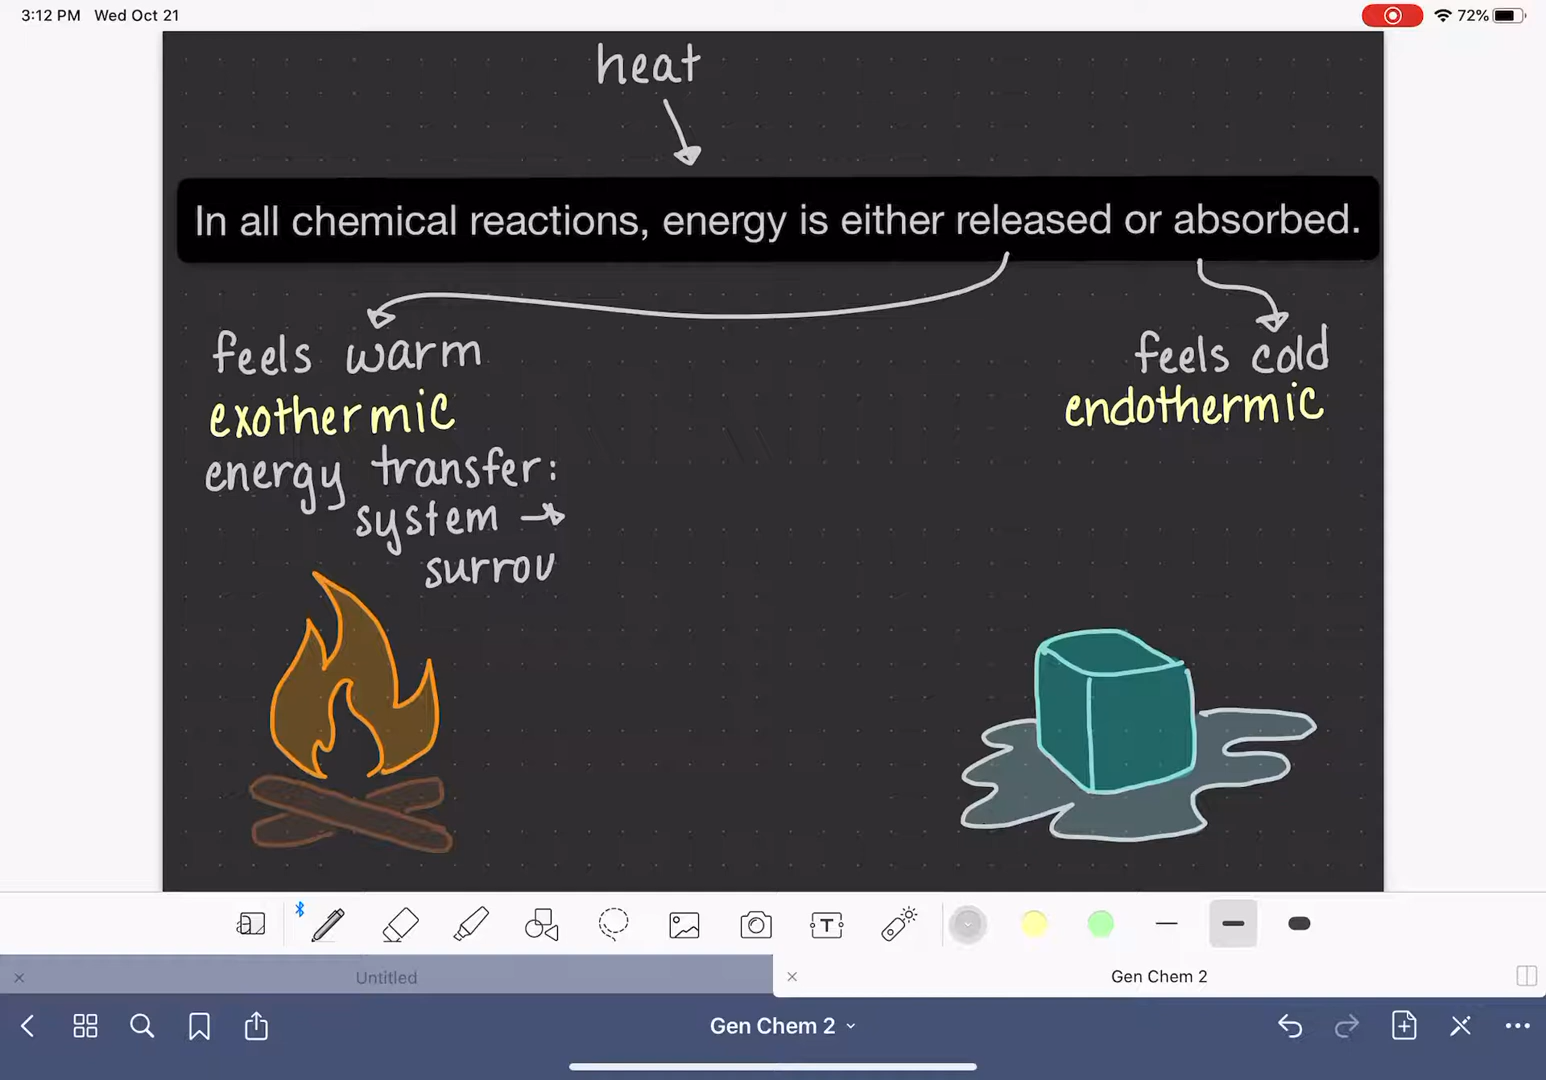 3:12 PM Wed Oct 21
72%
heat
In all chemical reactions, energy is either released or absorbed.
feels warm
feels cold
exothermic
endothermic
energy transfer:
system →
surrou
T
Untitled
Gen Chem 2
Gen Chem 2